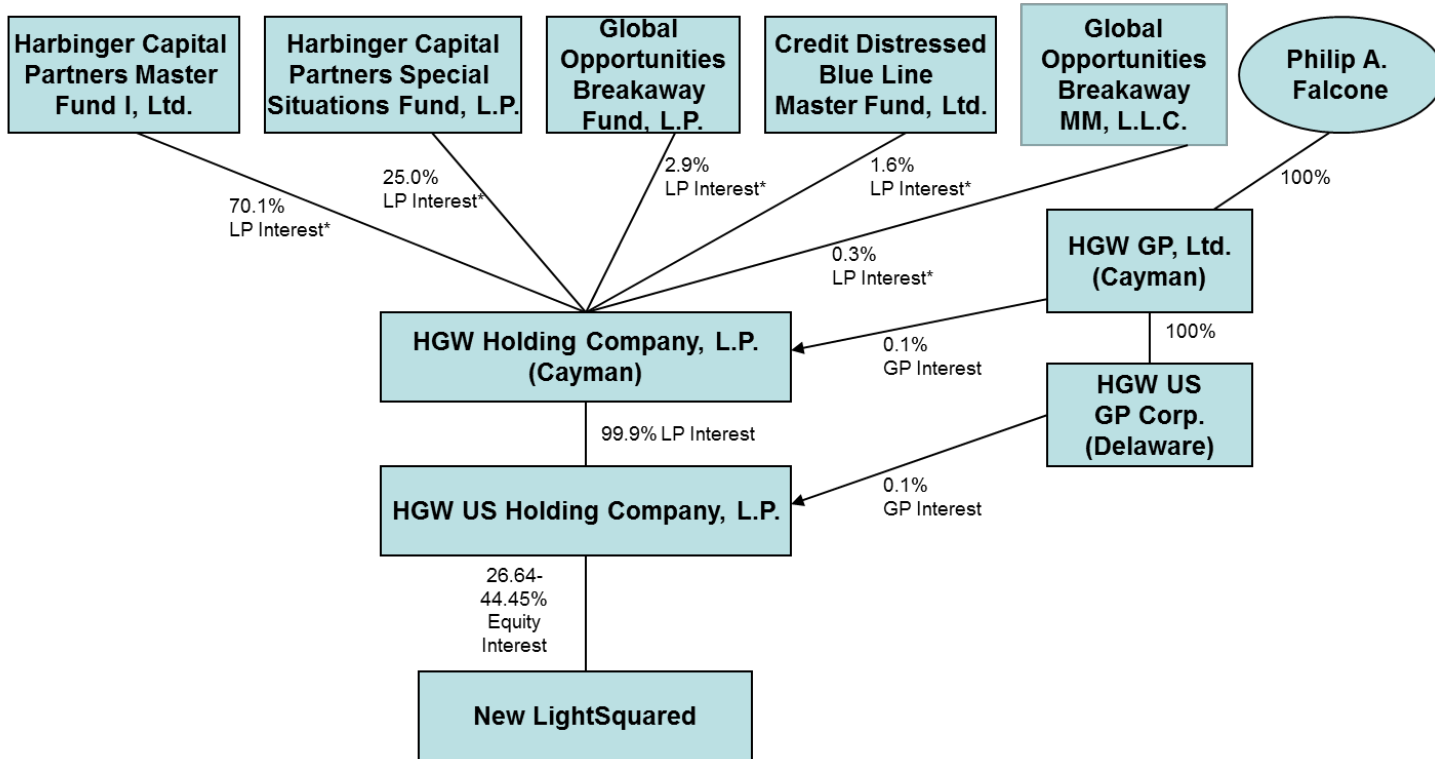 Harbinger Capital
Partners Master
Fund I, Ltd.
Harbinger Capital
Partners Special
Situations Fund, L.P.
Global
Opportunities
Breakaway
Fund, L.P.
Credit Distressed
Blue Line
Master Fund, Ltd.
Global
Opportunities
Breakaway
MM, L.L.C.
Philip A.
Falcone
70.1%
LP Interest*
25.0%
LP Interest*
2.9%
LP Interest*
1.6%
LP Interest*
0.3%
LP Interest*
100%
HGW GP, Ltd.
(Cayman)
HGW Holding Company, L.P.
(Cayman)
0.1%
GP Interest
100%
HGW US
GP Corp.
(Delaware)
99.9% LP Interest
HGW US Holding Company, L.P.
0.1%
GP Interest
26.64-
44.45%
Equity
Interest
New LightSquared